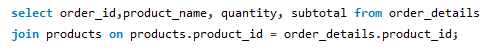 select order_id,product_name, quantity, subtotal from order_details
join products on products.product_id = order_details.product_id;